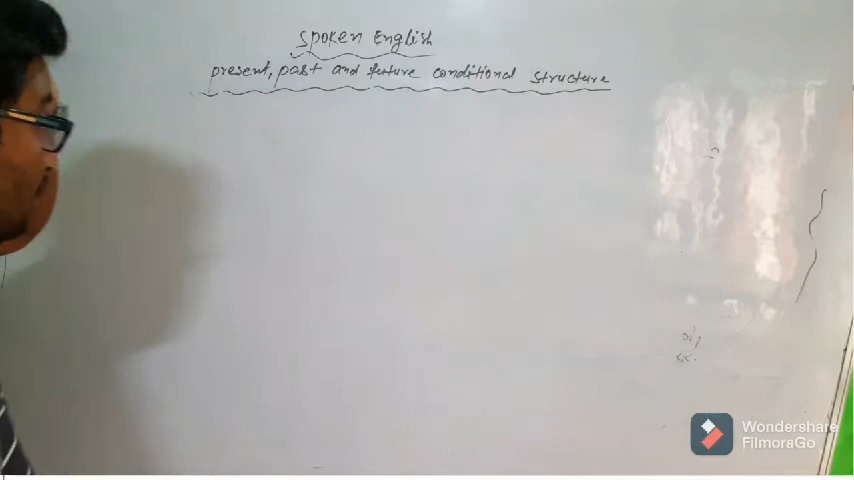 Spoken English
present, past and future conditional structure
Wondershare
FilmoraGo